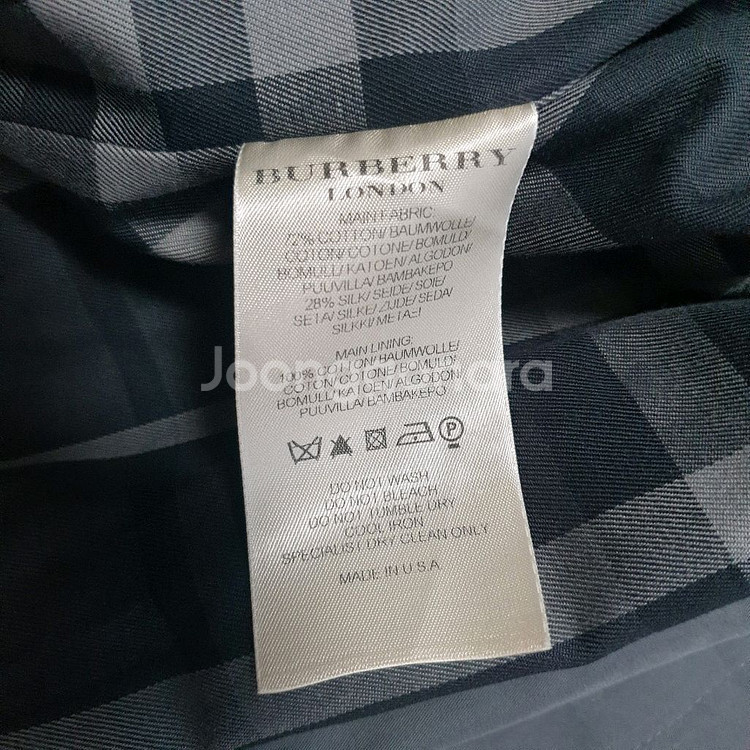 BURBERRY
LONDON
MAIN FABRIC:
72% COTTON/BAUMWOLLE/
COTON/COTONE/BOMULD/
BOMULL/KATOEN/ALGODON/
PUUVILLA/BAMBAKEPO
28% SILK/SEIDE/SOIE/
SETA/SILKE/ZIJDE/SEDA/
SILKKI/METAEI
MAIN LINING:
100% COTTON/BAUMWOLLE/
COTON/COTONE/BOMULD/
BOMULL/KATOEN/ALGODON/
PUUVILLA/BAMBAKEPO
P
DO NOT WASH
DO NOT BLEACH
DO NOT TUMBLE DRY
COOL IRON
SPECIALIST DRY CLEAN ONLY
MADE IN U.S.A.